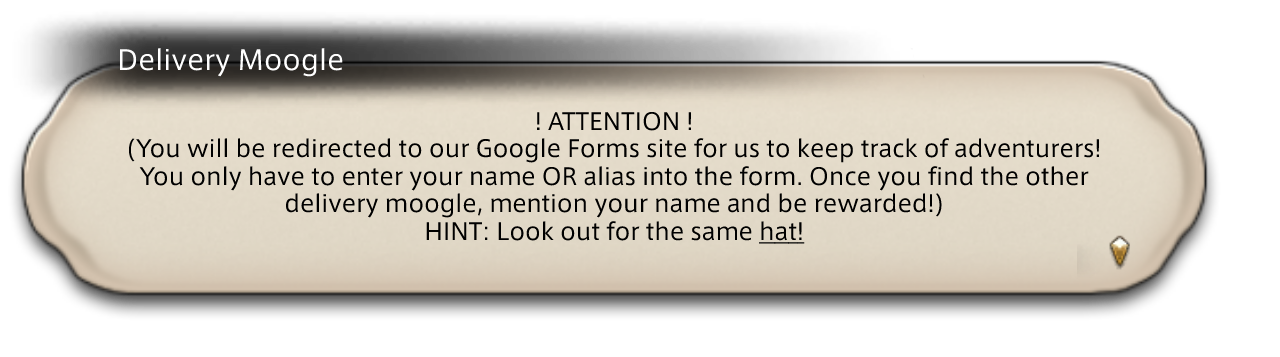 Delivery Moogle
! ATTENTION !
(You will be redirected to our Google Forms site for us to keep track of adventurers!
You only have to enter your name OR alias into the form. Once you find the other
delivery moogle, mention your name and be rewarded!)
HINT: Look out for the same hat!